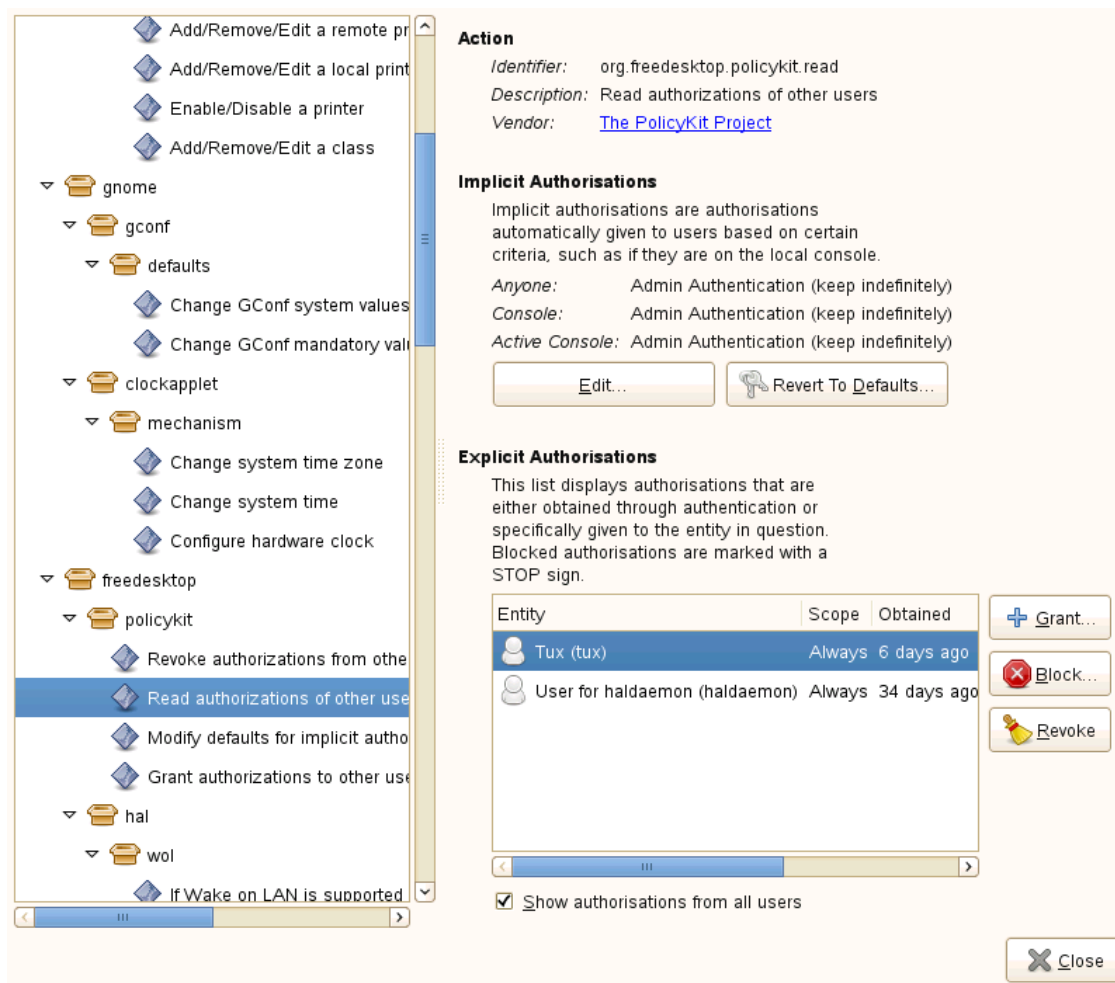 Add/Remove/Edit a remote pr
Add/Remove/Edit a local print
Enable/Disable a printer
Add/Remove/Edit a class
gnome
gconf
defaults
Change GConf system values
Change GConf mandatory valu
clockapplet
mechanism
Change system time zone
Change system time
Configure hardware clock
freedesktop
policykit
Revoke authorizations from othe
Read authorizations of other use
Modify defaults for implicit autho
Grant authorizations to other use
hal
wol
If Wake on LAN is supported
Action
Identifier: org.freedesktop.policykit.read
Description: Read authorizations of other users
Vendor: The PolicyKit Project
Implicit Authorisations
Implicit authorisations are authorisations
automatically given to users based on certain
criteria, such as if they are on the local console.
Anyone: Admin Authentication (keep indefinitely)
Console: Admin Authentication (keep indefinitely)
Active Console: Admin Authentication (keep indefinitely)
Edit... Revert To Defaults...
Explicit Authorisations
This list displays authorisations that are
either obtained through authentication or
specifically given to the entity in question.
Blocked authorisations are marked with a
STOP sign.
Entity Scope Obtained
Tux (tux) Always 6 days ago
User for haldaemon (haldaemon) Always 34 days ago
Grant...
Block...
Revoke
Show authorisations from all users
Close